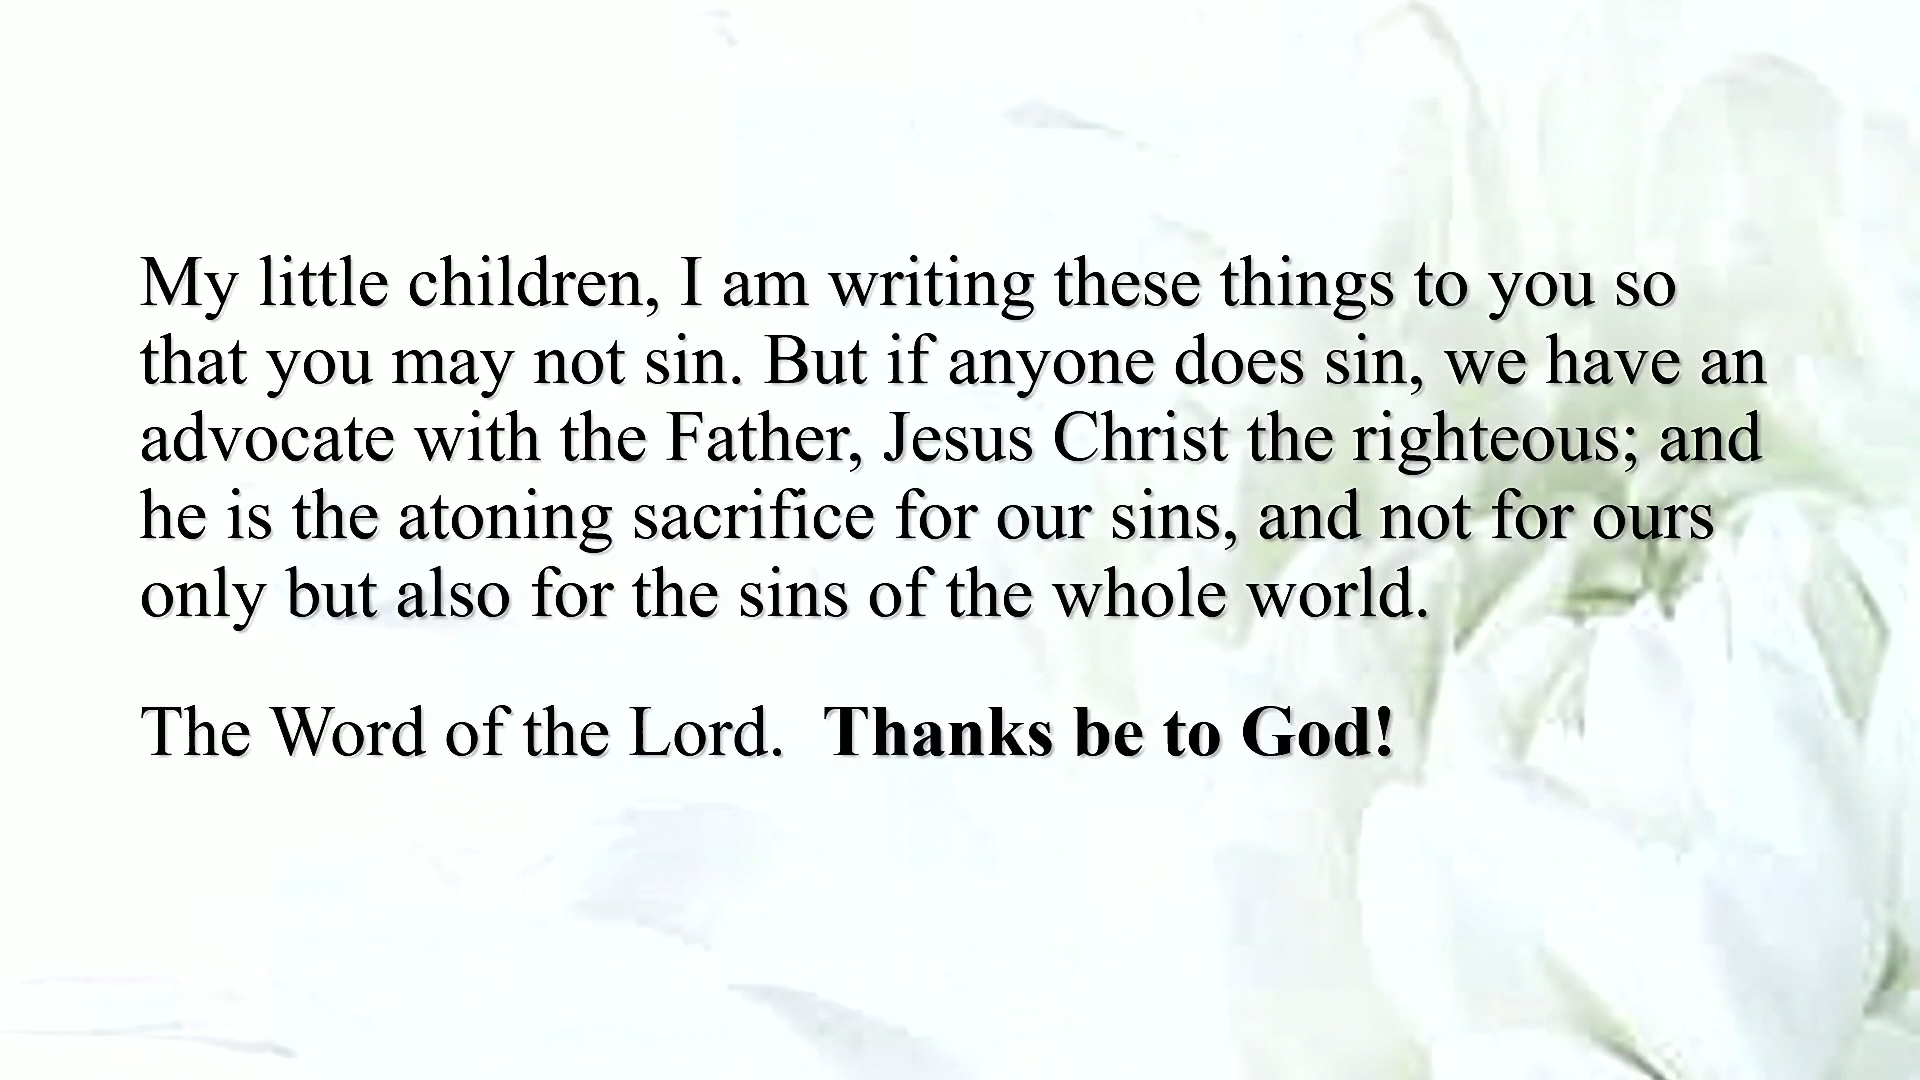 My little children, I am writing these things to you so
that you may not sin. But if anyone does sin, we have an
advocate with the Father, Jesus Christ the righteous; and
he is the atoning sacrifice for our sins, and not for ours
only but also for the sins of the whole world.
The Word of the Lord.  Thanks be to God!